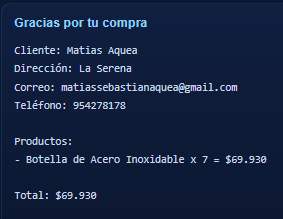 Gracias por tu compra
Cliente: Matias Aquea
Dirección: La Serena
Correo: matiassebastianaquea@gmail.com
Teléfono: 954278178
Productos:
- Botella de Acero Inoxidable x 7 = $69.930
Total: $69.930